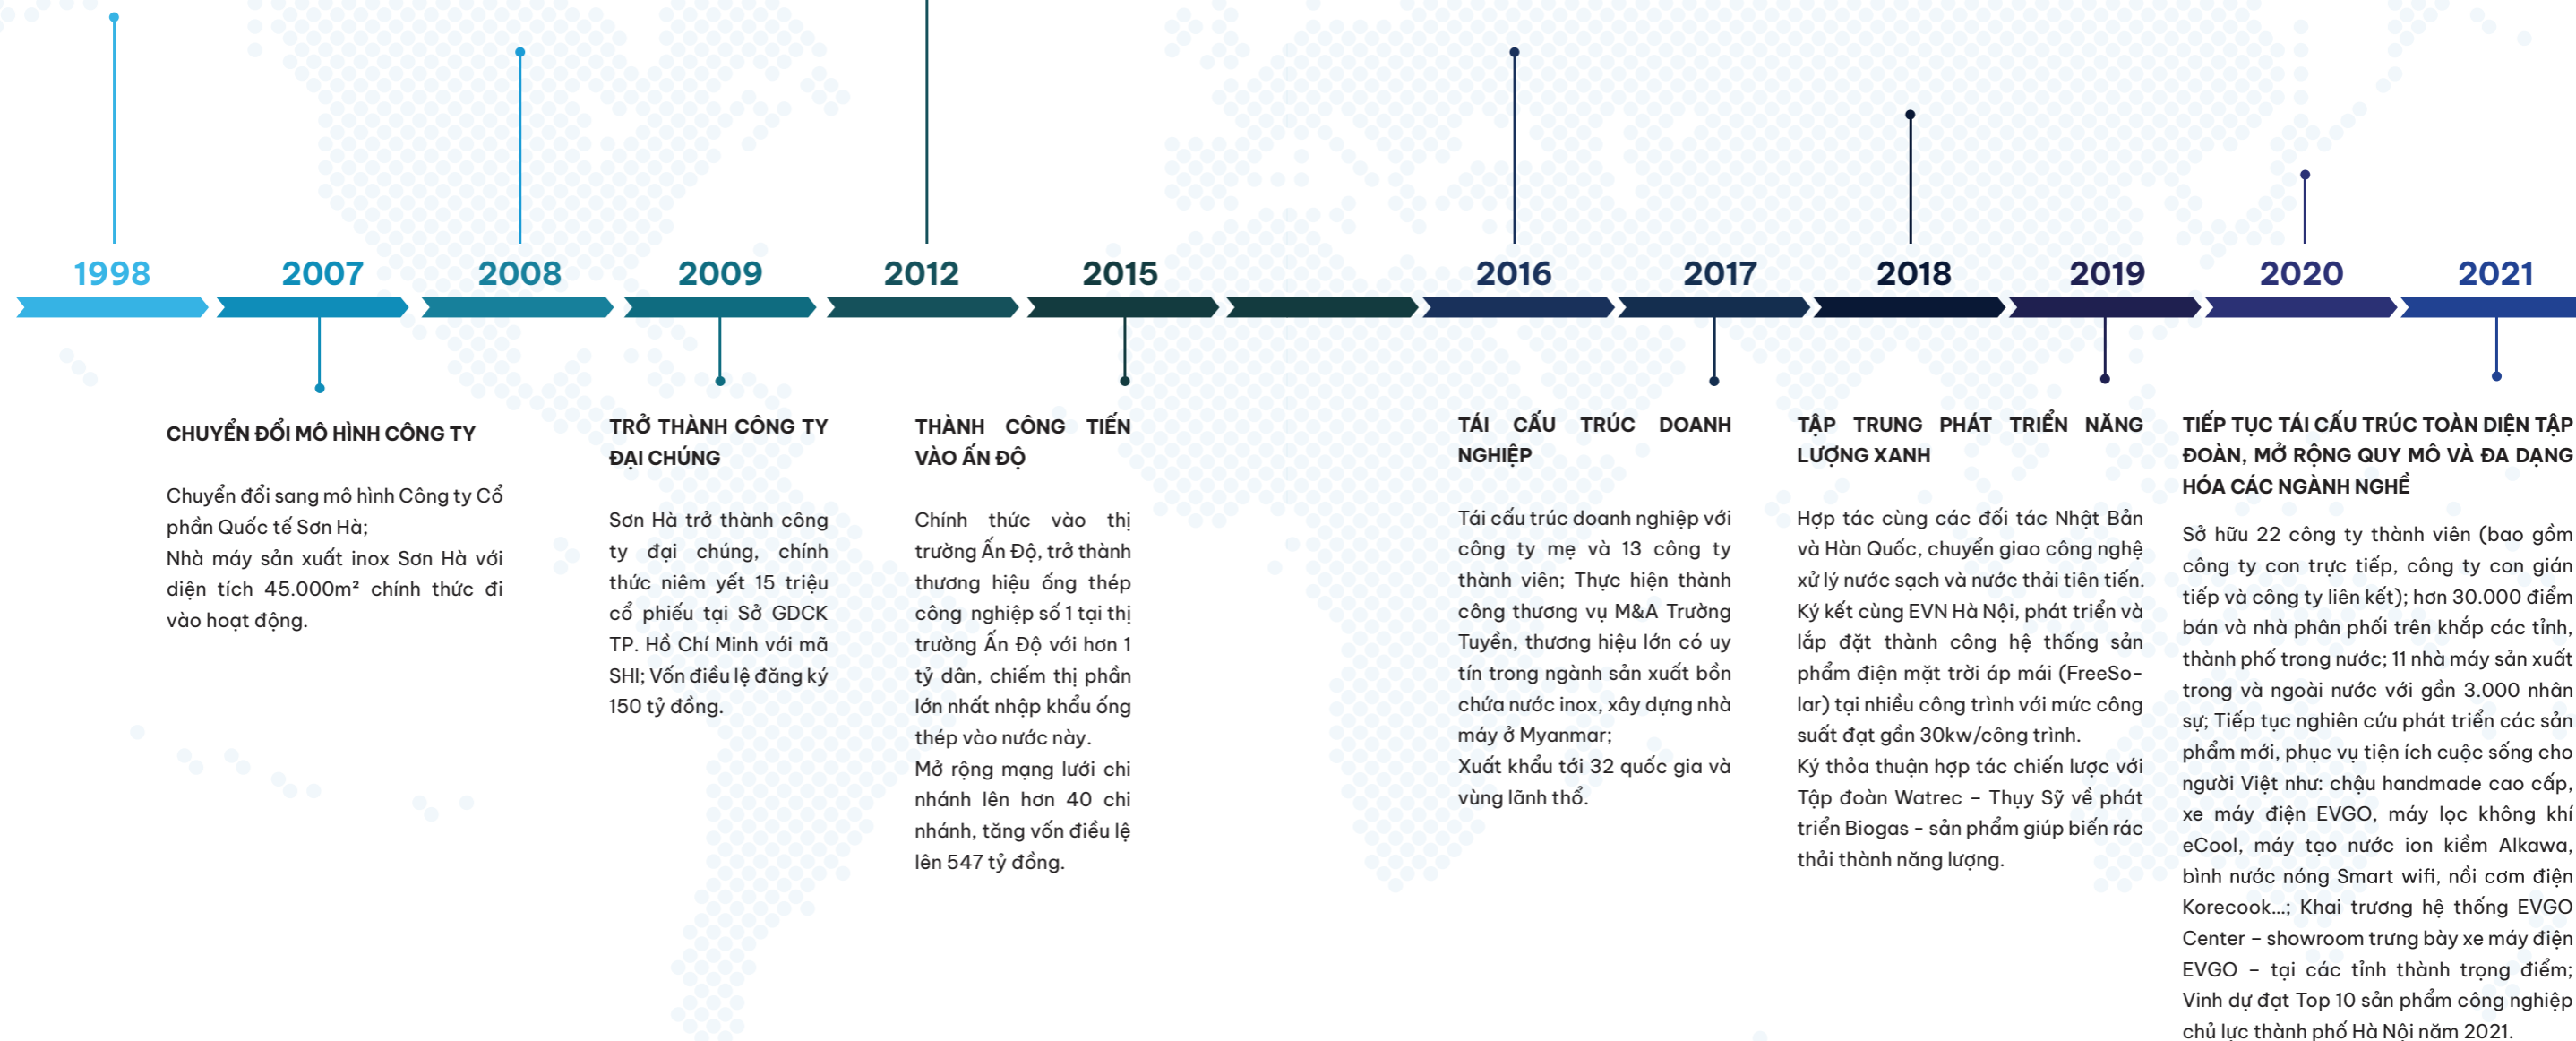 1998
2007
2008
2009
2012
2015
2016
2017
2018
2019
2020
2021
CHUYỂN ĐỔI MÔ HÌNH CÔNG TY
Chuyển đổi sang mô hình Công ty Cổ
phần Quốc tế Sơn Hà;
Nhà máy sản xuất inox Sơn Hà với
diện tích 45.000m² chính thức đi
vào hoạt động.
TRỞ THÀNH CÔNG TY
ĐẠI CHÚNG
Sơn Hà trở thành công
ty đại chúng, chính
thức niêm yết 15 triệu
cổ phiếu tại Sở GDCK
TP. Hồ Chí Minh với mã
SHI; Vốn điều lệ đăng ký
150 tỷ đồng.
THÀNH CÔNG TIẾN
VÀO ẤN ĐỘ
Chính thức vào thị
trường Ấn Độ, trở thành
thương hiệu ống thép
công nghiệp số 1 tại thị
trường Ấn Độ với hơn 1
tỷ dân, chiếm thị phần
lớn nhất nhập khẩu ống
thép vào nước này.
Mở rộng mạng lưới chi
nhánh lên hơn 40 chi
nhánh, tăng vốn điều lệ
lên 547 tỷ đồng.
TÁI CẤU TRÚC DOANH
NGHIỆP
Tái cấu trúc doanh nghiệp với
công ty mẹ và 13 công ty
thành viên; Thực hiện thành
công thương vụ M&A Trường
Tuyền, thương hiệu lớn có uy
tín trong ngành sản xuất bồn
chứa nước inox, xây dựng nhà
máy ở Myanmar;
Xuất khẩu tới 32 quốc gia và
vùng lãnh thổ.
TẬP TRUNG PHÁT TRIỂN NĂNG
LƯỢNG XANH
Hợp tác cùng các đối tác Nhật Bản
và Hàn Quốc, chuyển giao công nghệ
xử lý nước sạch và nước thải tiên tiến.
Ký kết cùng EVN Hà Nội, phát triển và
lắp đặt thành công hệ thống sản
phẩm điện mặt trời áp mái (FreeSo-
lar) tại nhiều công trình với mức công
suất đạt gần 30kw/công trình.
Ký thỏa thuận hợp tác chiến lược với
Tập đoàn Watrec – Thụy Sỹ về phát
triển Biogas - sản phẩm giúp biến rác
thải thành năng lượng.
TIẾP TỤC TÁI CẤU TRÚC TOÀN DIỆN TẬP
ĐOÀN, MỞ RỘNG QUY MÔ VÀ ĐA DẠNG
HÓA CÁC NGÀNH NGHỀ
Sở hữu 22 công ty thành viên (bao gồm
công ty con trực tiếp, công ty con gián
tiếp và công ty liên kết); hơn 30.000 điểm
bán và nhà phân phối trên khắp các tỉnh,
thành phố trong nước; 11 nhà máy sản xuất
trong và ngoài nước với gần 3.000 nhân
sự; Tiếp tục nghiên cứu phát triển các sản
phẩm mới, phục vụ tiện ích cuộc sống cho
người Việt như: chậu handmade cao cấp,
xe máy điện EVGO, máy lọc không khí
eCool, máy tạo nước ion kiềm Alkawa,
bình nước nóng Smart wifi, nồi cơm điện
Korecook...; Khai trương hệ thống EVGO
Center – showroom trưng bày xe máy điện
EVGO – tại các tỉnh thành trọng điểm;
Vinh dự đạt Top 10 sản phẩm công nghiệp
chủ lực thành phố Hà Nội năm 2021.